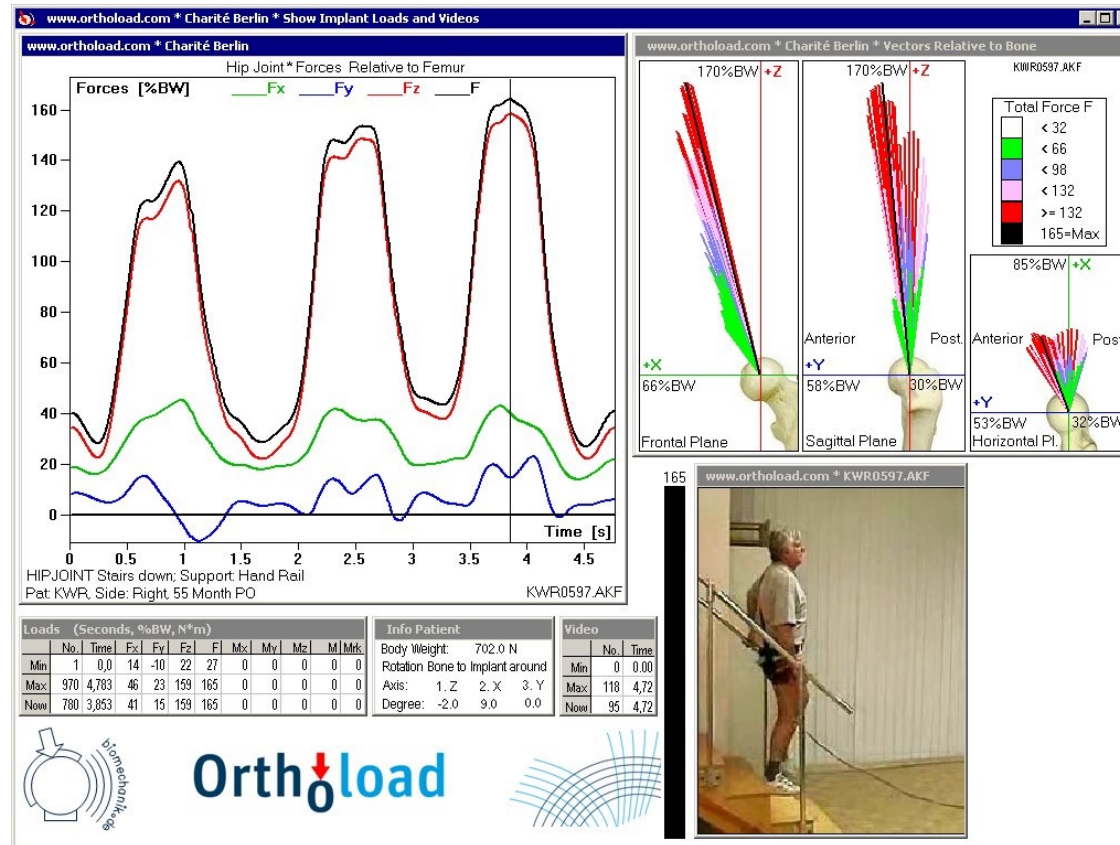 www.orthoload.com * Charité Berlin * Show Implant Loads and Videos
www.orthoload.com * Charité Berlin
Hip Joint * Forces Relative to Femur
Forces [%BW] Fx Fy Fz F
160
140
120
100
80
60
40
20
0
Time [s]
0 0.5 1 1.5 2 2.5 3 3.5 4 4.5
HIPJOINT Stairs down; Support: Hand Rail
Pat: KWR, Side: Right, 55 Month PO KWR0597.AKF
www.orthoload.com * Charité Berlin * Vectors Relative to Bone
170%BW +Z
+X
66%BW
Frontal Plane
170%BW +Z
Anterior Post.
+Y
58%BW 30%BW
Sagittal Plane
KWR0597.AKF
Total Force F
< 32
< 66
< 98
< 132
>= 132
165=Max
85%BW +X
Anterior Post
+Y
53%BW 32%BW
Horizontal Pl.
Loads (Seconds, %BW, N*m)
No. Time Fx Fy Fz F Mx My Mz M Mrk
Min 1 0,0 14 -10 22 27 0 0 0 0 0
Max 970 4,783 46 23 159 165 0 0 0 0 0
Now 780 3,853 41 15 159 165 0 0 0 0 0
Info Patient
Body Weight: 702.0 N
Rotation Bone to Implant around
Axis: 1. Z 2. X 3. Y
Degree: -2.0 9.0 0.0
Video
No. Time
Min 0 0.00
Max 118 4,72
Now 95 4,72
165
www.orthoload.com * KWR0597.AKF
biomechanik.de
Orthoload